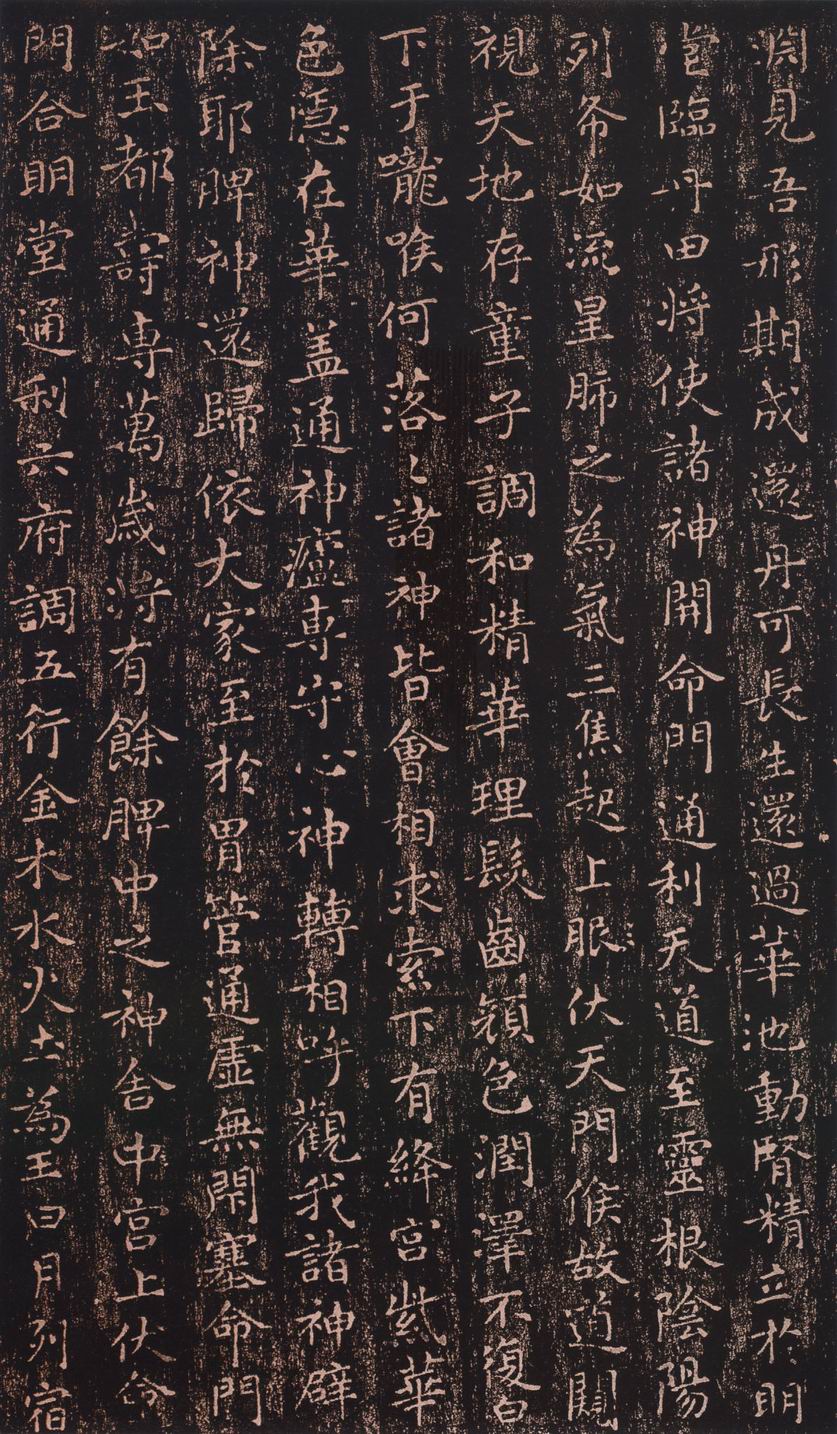 淵見吾形期成還丹可長生還過華池動腎精立於明
堂臨丹田將使諸神開命門通利天道至靈根陰陽
列布如流星肺之為氣三焦起上服伏天門候故道闚
視天地存童子調和精華理髮齒顏色潤澤不復白
下于嚨喉何落〻諸神皆會相求索下有絳宮紫華
色隱在華蓋通神廬專守心神轉相呼觀我諸神辟
除耶脾神還歸依大家至於胃管通虛無閉塞命門
如玉都壽專萬歲將有餘脾中之神舍中宮上伏命
門合明堂通利六府調五行金木水火土為王日月列宿